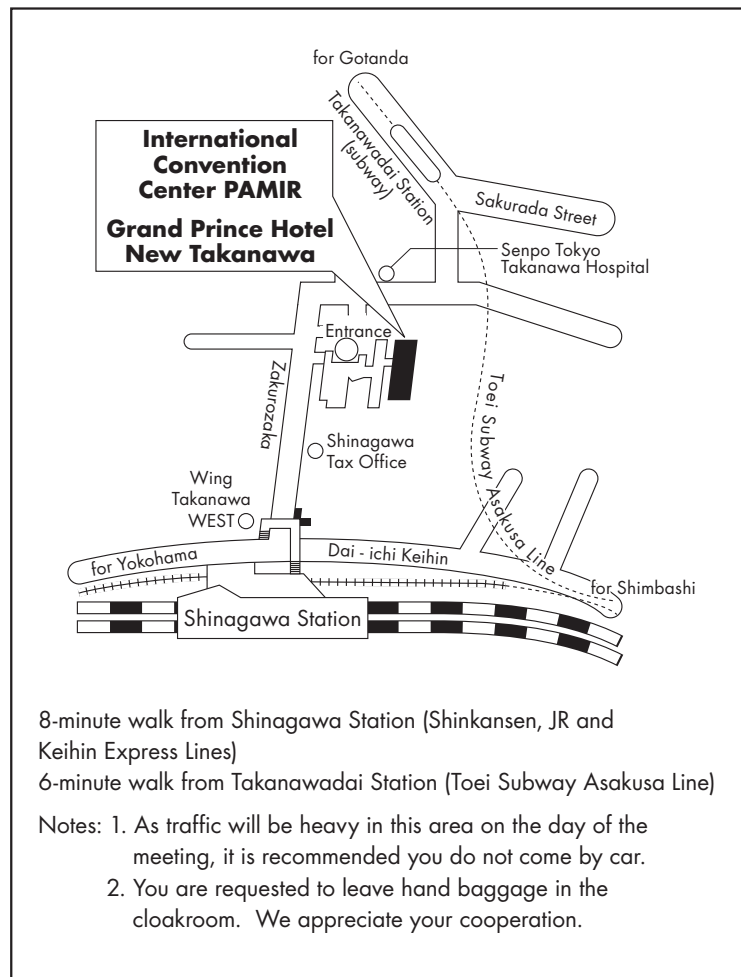 for Gotanda
Takanawadai Station
(subway)
International
Convention
Center PAMIR
Grand Prince Hotel
New Takanawa
Sakurada Street
Senpo Tokyo
Takanawa Hospital
Entrance
Zakurozaka
Toei Subway Asakusa Line
Shinagawa
Tax Office
Wing
Takanawa
WEST
for Yokohama
Dai - ichi Keihin
for Shimbashi
Shinagawa Station
8-minute walk from Shinagawa Station (Shinkansen, JR and
Keihin Express Lines)
6-minute walk from Takanawadai Station (Toei Subway Asakusa Line)
Notes: 1. As traffic will be heavy in this area on the day of the
meeting, it is recommended you do not come by car.
2. You are requested to leave hand baggage in the
cloakroom.  We appreciate your cooperation.